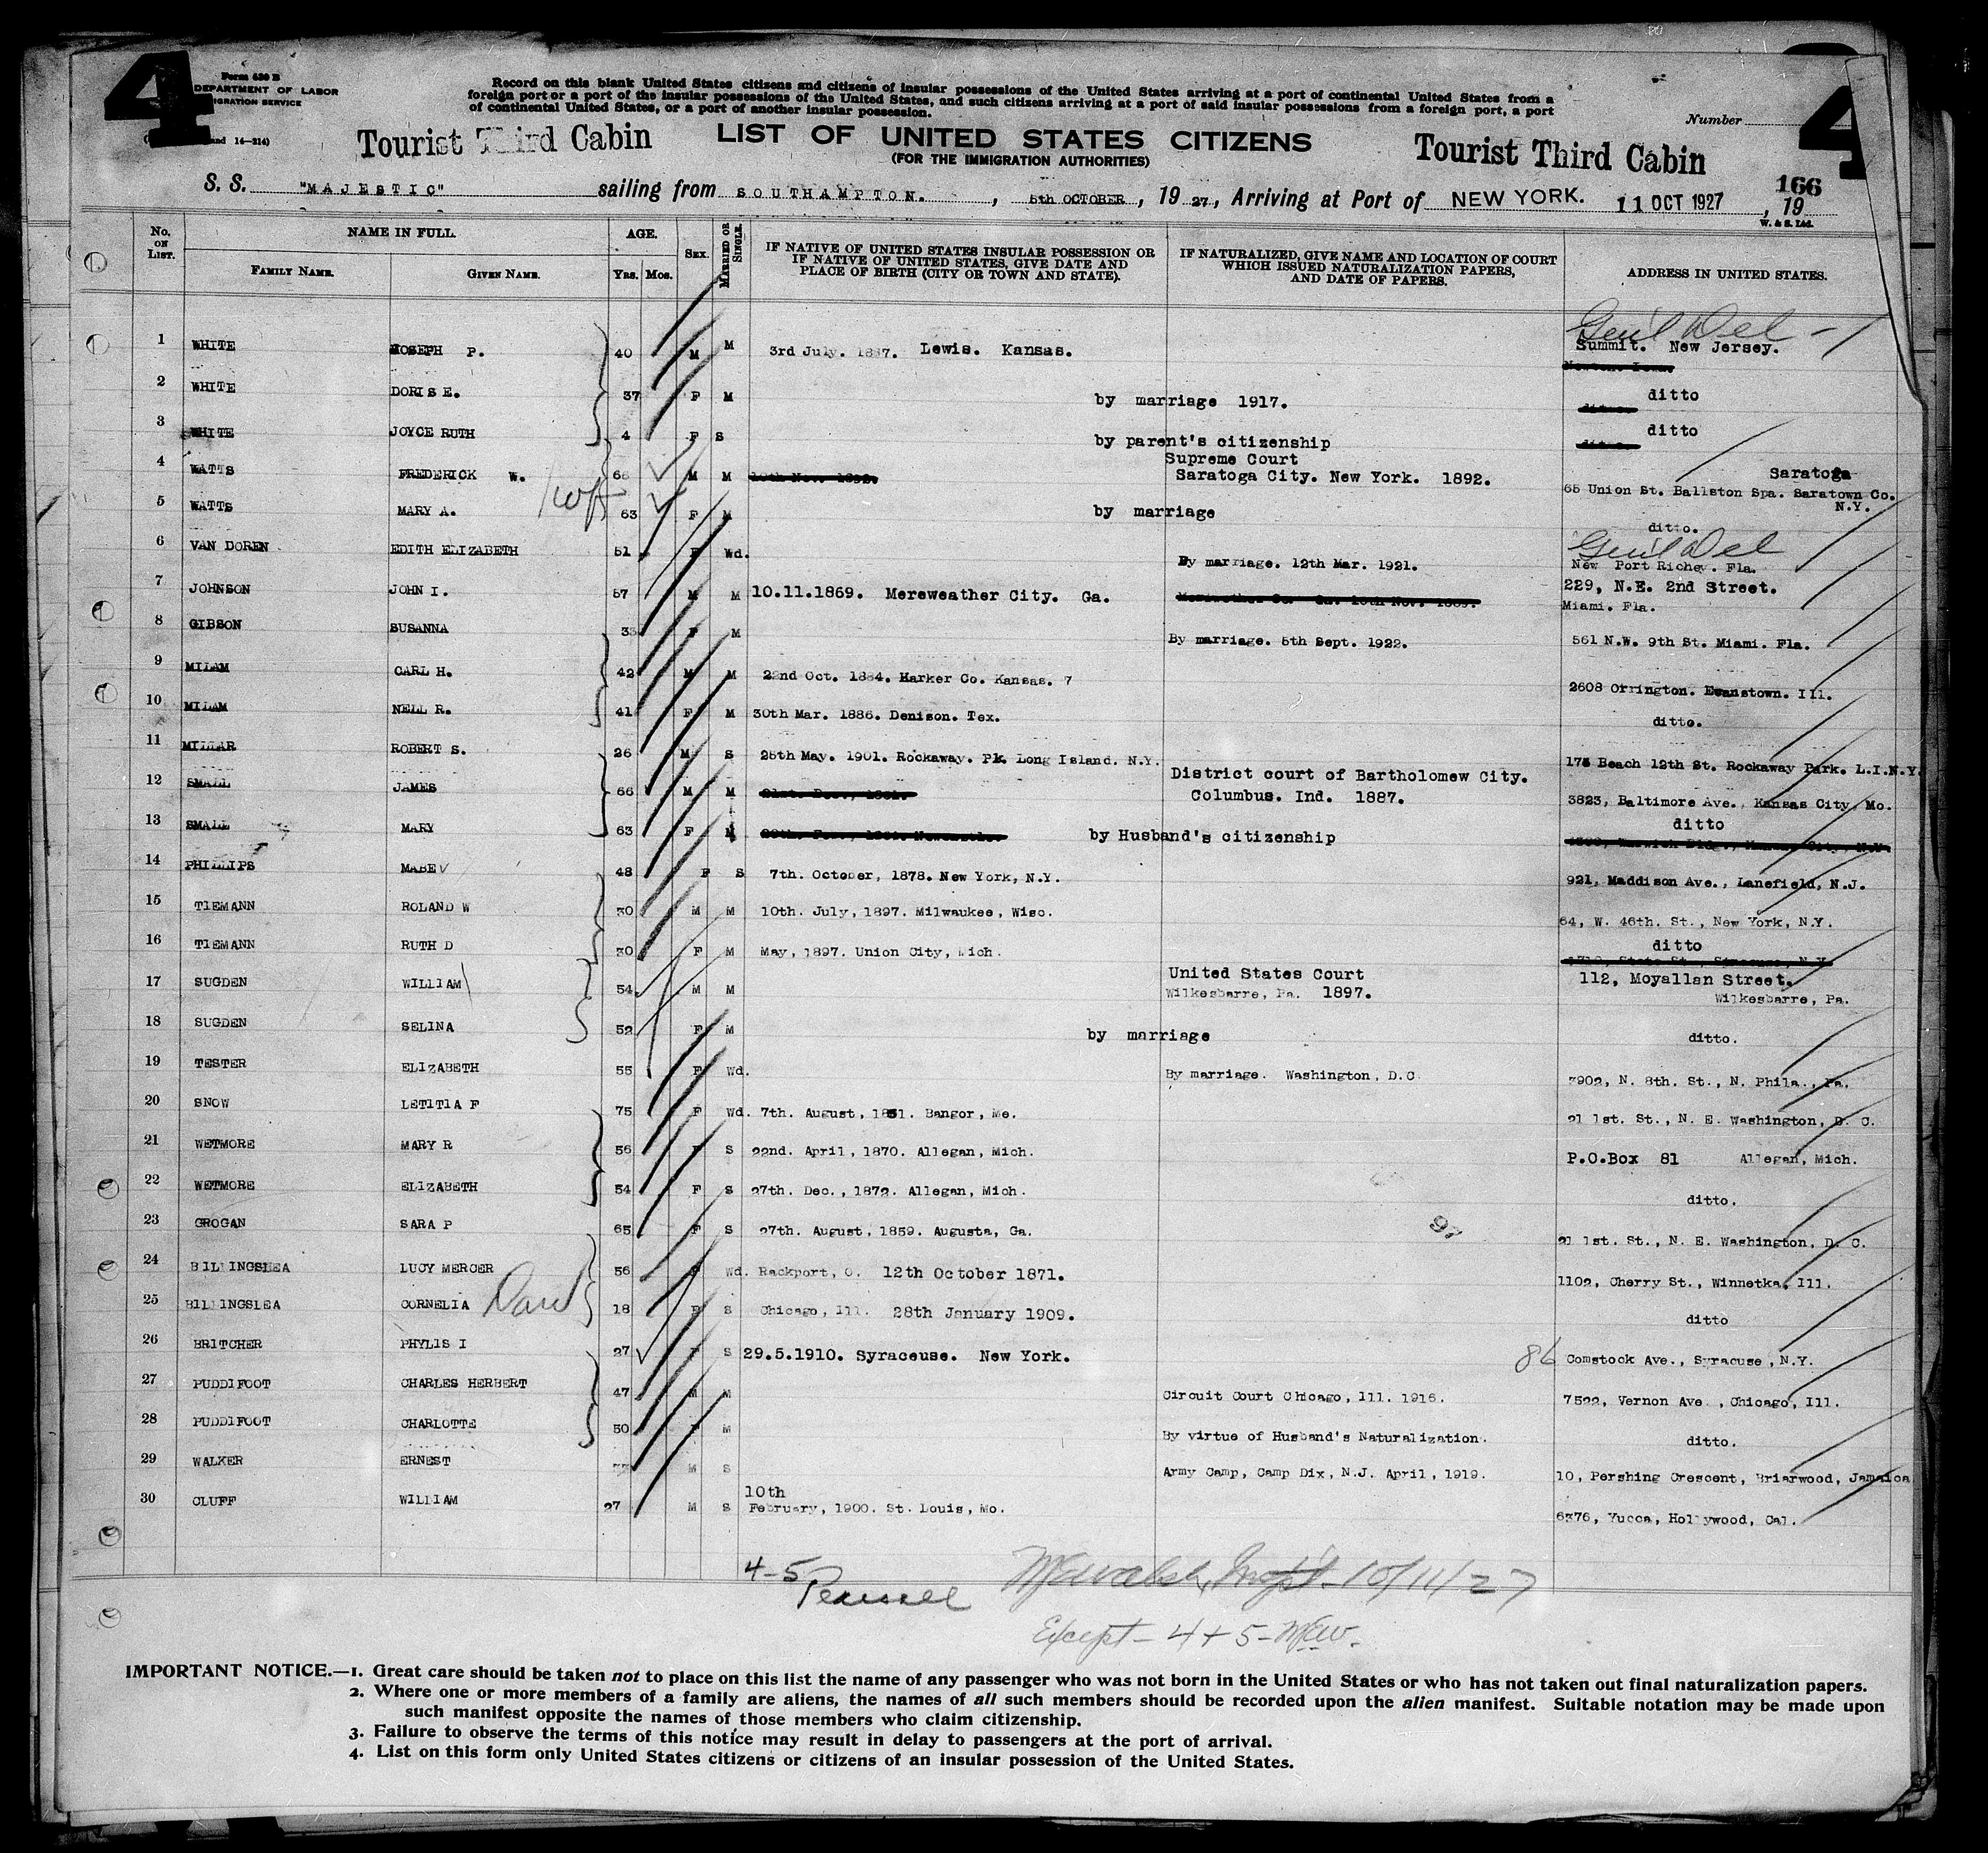 4
Form 630 B
DEPARTMENT OF LABOR
IMMIGRATION SERVICE
and 14—214)
Record on this blank United States citizens and citizens of insular possessions of the United States arriving at a port of continental United States from a
foreign port or a port of the insular possessions of the United States, and such citizens arriving at a port of said insular possessions from a foreign port, a port
of continental United States, or a port of another insular possession.
Number
4
Tourist Third Cabin LIST OF UNITED STATES CITIZENS Tourist Third Cabin
(FOR THE IMMIGRATION AUTHORITIES)
166
S. S. "MAJESTIC" sailing from SOUTHAMPTON. , 5th OCTOBER , 19 27, Arriving at Port of NEW YORK. 11 OCT 1927 , 19
W. & S. Ltd.
No. ON LIST. NAME IN FULL. AGE. SEX. MARRIED OR SINGLE. IF NATIVE OF UNITED STATES INSULAR POSSESSION OR IF NATIVE OF UNITED STATES, GIVE DATE AND PLACE OF BIRTH (CITY OR TOWN AND STATE). IF NATURALIZED, GIVE NAME AND LOCATION OF COURT WHICH ISSUED NATURALIZATION PAPERS, AND DATE OF PAPERS. ADDRESS IN UNITED STATES.
FAMILY NAME. GIVEN NAME. YRS. MOS.
Genl Del - 1
1 WHITE JOSEPH P. 40 M M 3rd July. 1887. Lewis. Kansas. Summit. New Jersey.
2 WHITE DORIS E. 37 F M by marriage 1917. ditto
3 WHITE JOYCE RUTH 4 F S by parent's citizenship ditto
4 WATTS FREDERICK W. 66 M M Supreme Court Saratoga City. New York. 1892. Saratoga
65 Union St. Ballston Spa. Saratown Co. N.Y.
5 WATTS MARY A. 63 F M by marriage ditto.
Genl Del
6 VAN DOREN EDITH ELIZABETH 51 F Wd. By marriage. 12th Mar. 1921. New Port Richey. Fla.
7 JOHNSON JOHN I. 57 M M 10.11.1869. Mereweather City. Ga. 229, N.E. 2nd Street.
Miami. Fla.
8 GIBSON SUSANNA 33 F M By marriage. 5th Sept. 1922. 561 N.W. 9th St. Miami. Fla.
9 MILAM CARL H. 42 M M 22nd Oct. 1884. Harker Co. Kansas. 7 2608 Orrington. Evanstown. Ill.
10 MILAM NELL R. 41 F M 30th Mar. 1886. Denison. Tex. ditto.
11 MILLAR ROBERT S. 26 M S 25th May. 1901. Rockaway. Pk. Long Island. N.Y. 175 Beach 12th St. Rockaway Park. L.I.N.Y.
12 SMALL JAMES 66 M M District court of Bartholomew City. Columbus. Ind. 1887. 3823, Baltimore Ave., Kansas City, Mo.
13 SMALL MARY 63 F M by Husband's citizenship ditto
14 PHILLIPS MABEV 48 F S 7th. October, 1878. New York, N.Y. 921, Maddison Ave., Lanefield, N.J.
15 TIEMANN ROLAND W 30 M M 10th. July, 1897. Milwaukee, Wisc. 64, W. 46th. St., New York, N.Y.
16 TIEMANN RUTH D 30 F M May, 1897. Union City, Mich. ditto
17 SUGDEN WILLIAM 54 M M United States Court Wilkesbarre, Pa. 1897. 112, Moyallan Street.
Wilkesbarre, Pa.
18 SUGDEN SELINA 52 F M by marriage ditto.
19 TESTER ELIZABETH 55 F Wd. By marriage. Washington, D.C. 3902, N. 8th. St., N. Phila., Pa.
20 SNOW LETITIA F 75 F Wd. 7th. August, 1851. Bangor, Me. 21 1st. St., N. E. Washington, D. C.
21 WETMORE MARY R 56 F S 22nd. April, 1870. Allegan, Mich. P.O.Box 81 Allegan, Mich.
22 WETMORE ELIZABETH 54 F S 27th. Dec., 1872. Allegan, Mich. ditto.
23 GROGAN SARA P 65 F S 27th. August, 1859. Augusta, Ga. 21 1st. St., N. E. Washington, D. C.
24 BILLINGSLEA LUCY MERCER 56 F Wd. Rackport, O. 12th October 1871. 1102, Cherry St., Winnetka, Ill.
25 BILLINGSLEA CORNELIA 18 F S Chicago, Ill. 28th January 1909. ditto
26 BRITCHER PHYLIS I 27 F S 29.5.1910. Syraceuse. New York. 86 Comstock Ave., Syracuse, N.Y.
27 PUDDIFOOT CHARLES HERBERT 47 M M Circuit Court Chicago, Ill. 1916. 7522, Vernon Ave., Chicago, Ill.
28 PUDDIFOOT CHARLOTTE 50 F M By virtue of Husband's Naturalization. ditto.
29 WALKER ERNEST 33 M S Army Camp, Camp Dix, N.J. April, 1919. 10, Pershing Crescent, Briarwood, Jamaica
30 CLUFF WILLIAM 27 M S 10th February, 1900. St. Louis, Mo. 6376, Yucca, Hollywood, Cal.
4-5
10/11/27
Except - 4 + 5 - MEW.
IMPORTANT NOTICE.—1. Great care should be taken not to place on this list the name of any passenger who was not born in the United States or who has not taken out final naturalization papers.
2. Where one or more members of a family are aliens, the names of all such members should be recorded upon the alien manifest. Suitable notation may be made upon
such manifest opposite the names of those members who claim citizenship.
3. Failure to observe the terms of this notice may result in delay to passengers at the port of arrival.
4. List on this form only United States citizens or citizens of an insular possession of the United States.